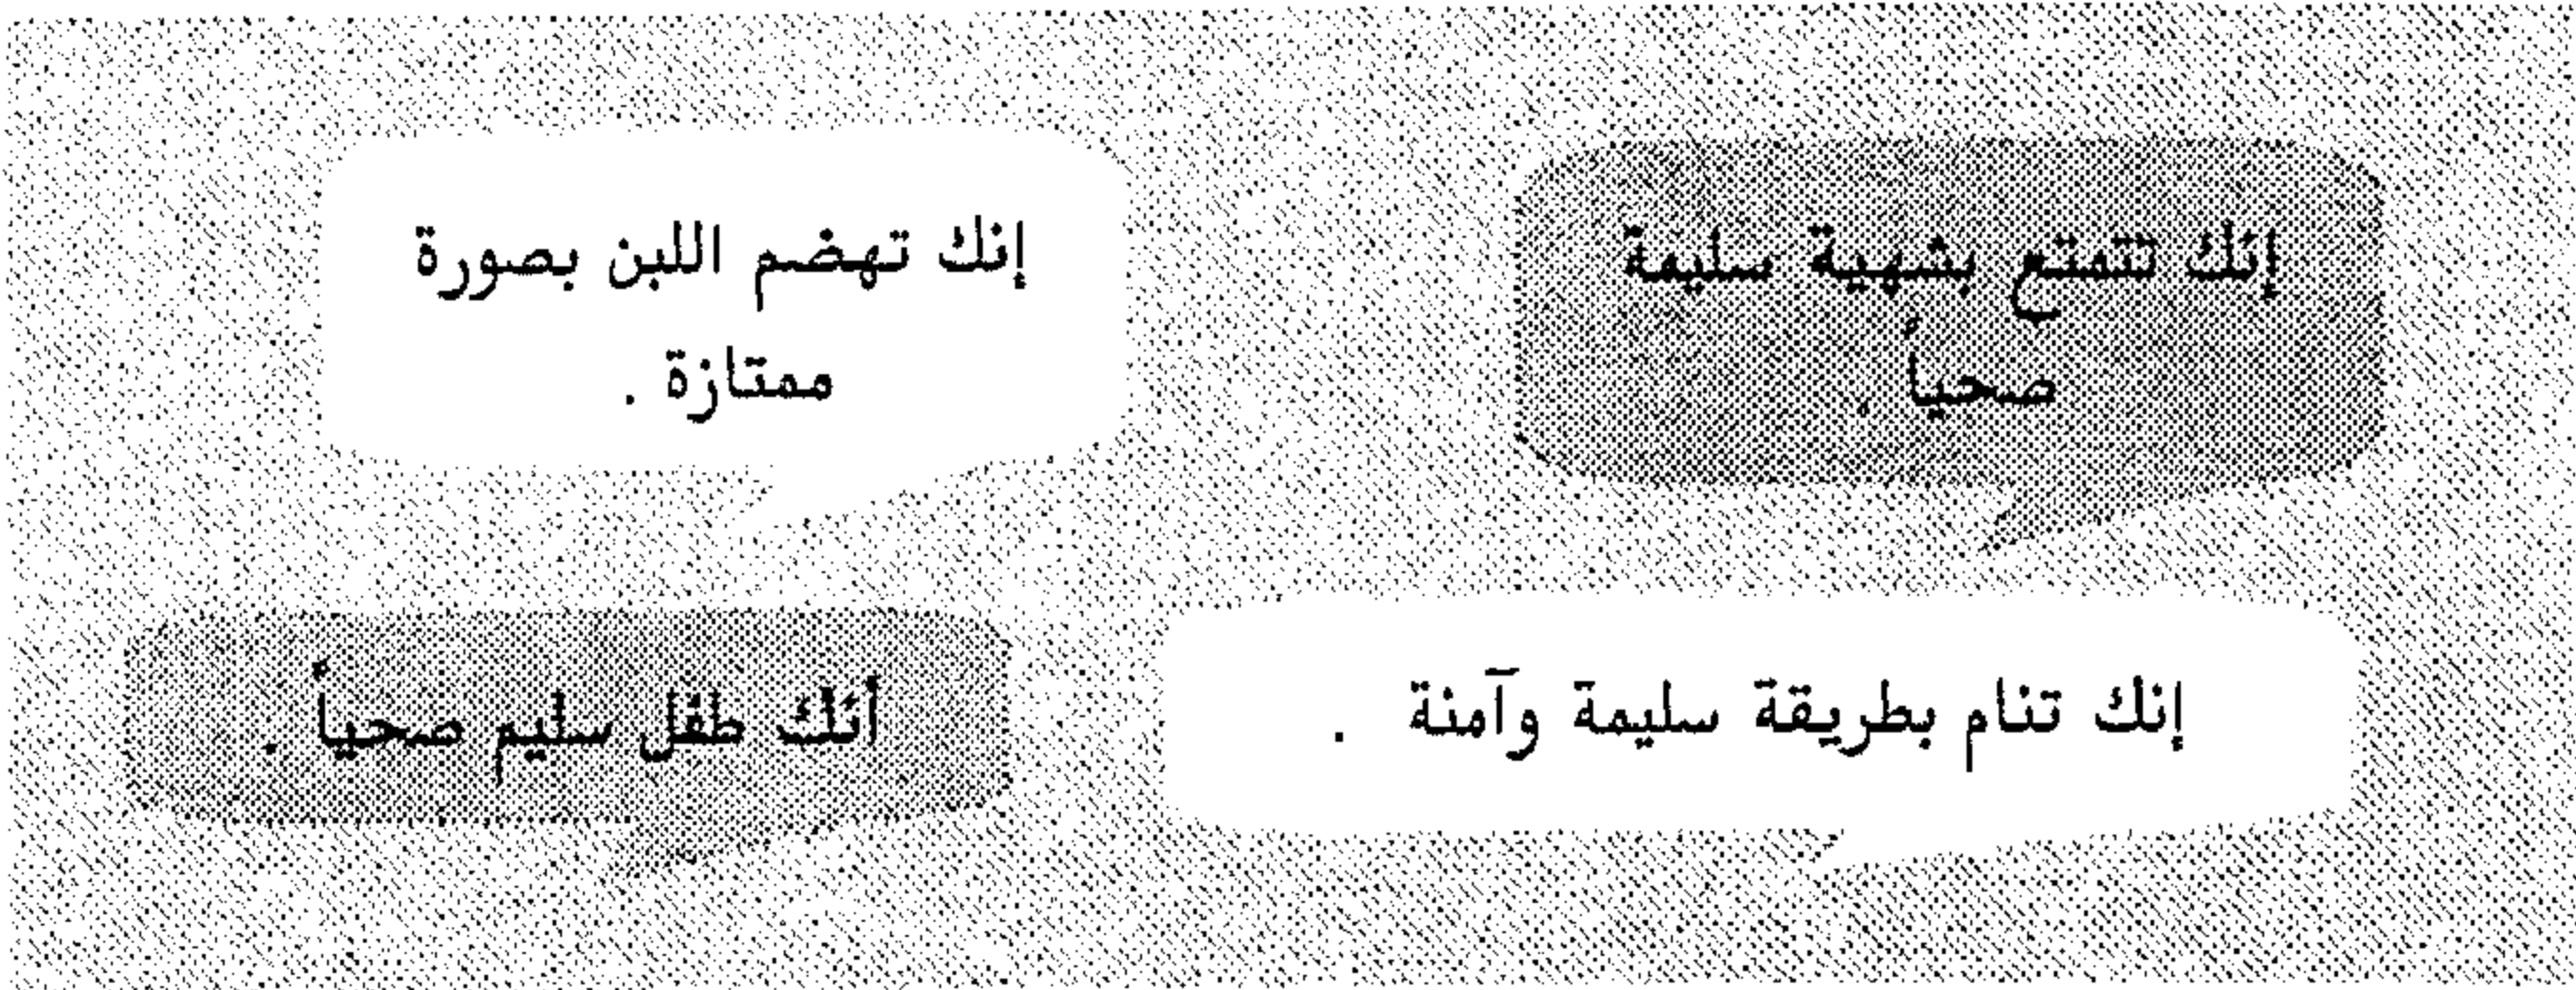 إنك تتمتع بشهية سليمة
صحياً .
إنك تهضم اللبن بصورة
ممتازة .
إنك تنام بطريقة سليمة وآمنة .
أنك طفل سليم صحياً .